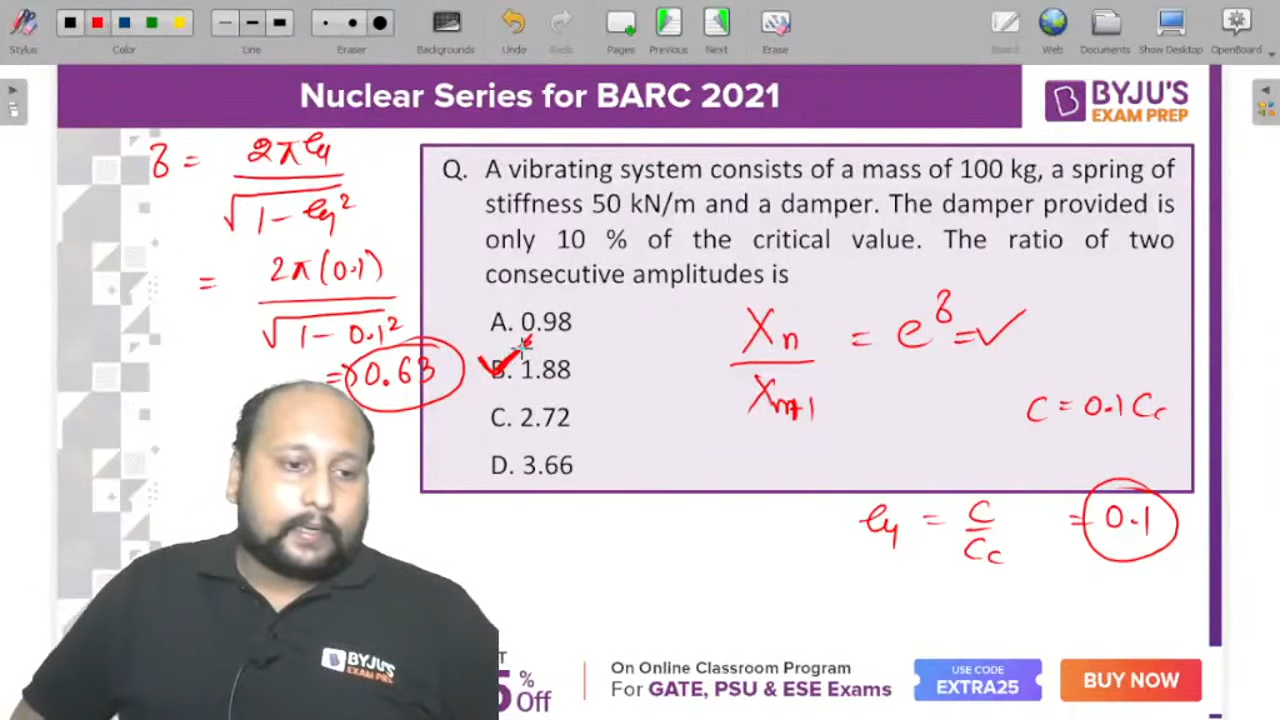 Stylus
Color
Line
Eraser
Backgrounds
Undo
Redo
Pages
Previous
Next
Erase
Board
Web
Documents
Show Desktop
OpenBoard
Nuclear Series for BARC 2021
BYJU'S
EXAM PREP
δ = 2πξ / √1 - ξ²
= 2π(0.1) / √1 - 0.1²
= 0.63
Q. A vibrating system consists of a mass of 100 kg, a spring of
stiffness 50 kN/m and a damper. The damper provided is
only 10 % of the critical value. The ratio of two
consecutive amplitudes is
A. 0.98
B. 1.88
C. 2.72
D. 3.66
Xn / Xn+1 = e^δ = ✓
C = 0.1 Cc
ξ = C / Cc = 0.1
BYJU'S
EXAM PREP
5% Off
On Online Classroom Program
For GATE, PSU & ESE Exams
USE CODE
EXTRA25
BUY NOW